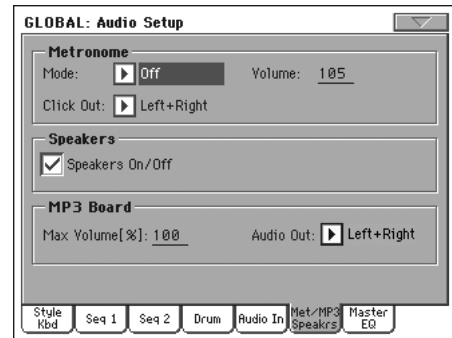 GLOBAL: Audio Setup
Metronome
Mode: Off Volume: 105
Click Out: Left+Right
Speakers
Speakers On/Off
MP3 Board
Max Volume[%]: 100 Audio Out: Left+Right
Style Kbd Seq 1 Seq 2 Drum Audio In Met/MP3 Speakrs Master EQ